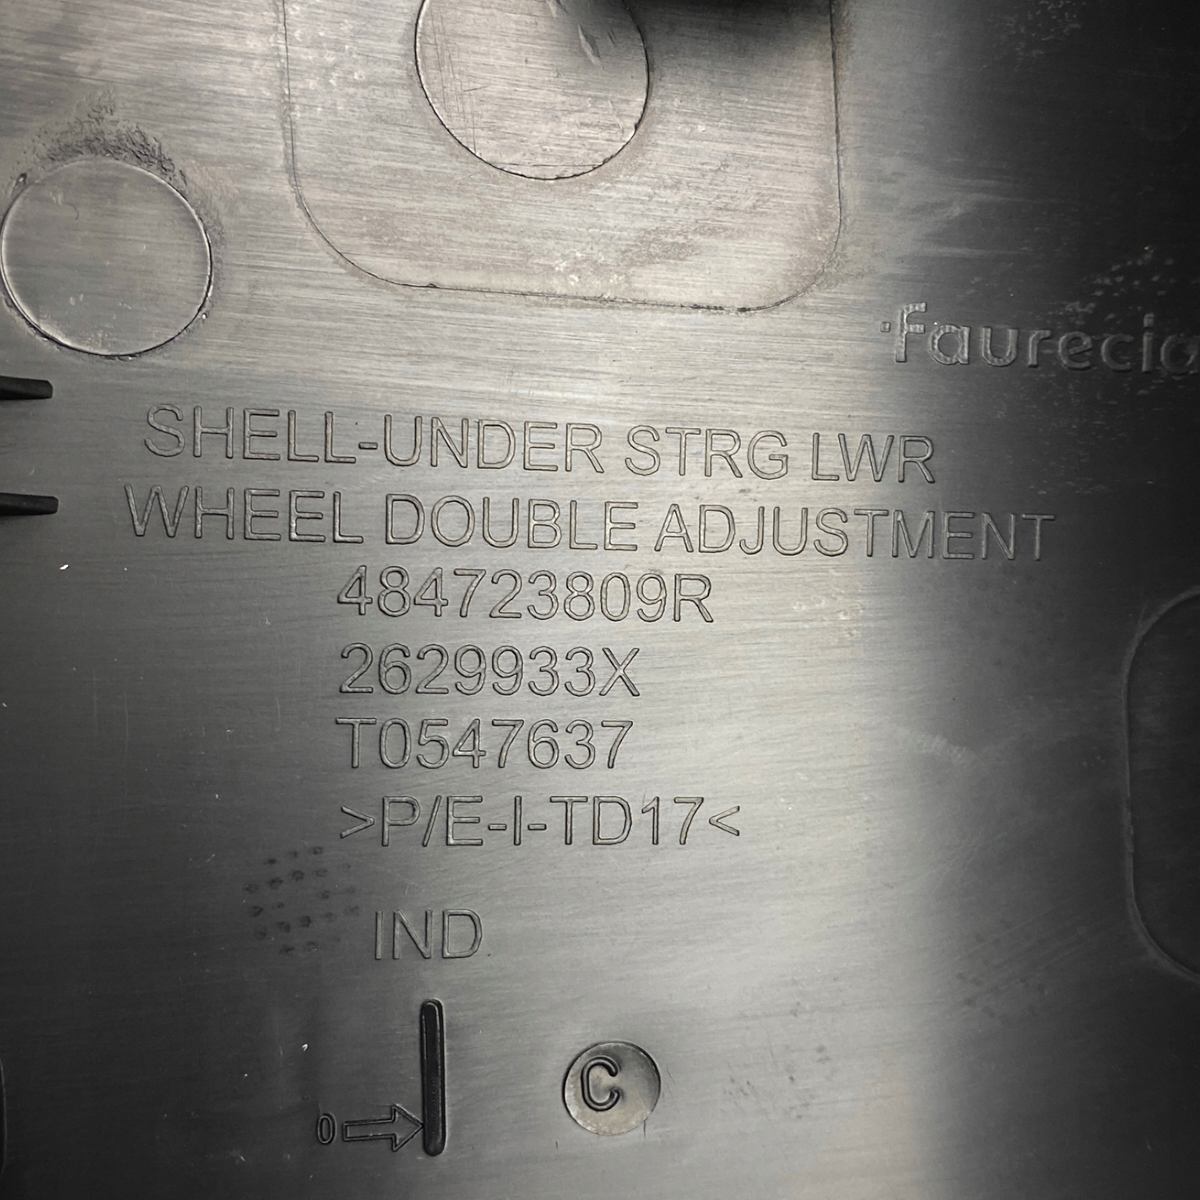 faurecia
SHELL-UNDER STRG LWR
WHEEL DOUBLE ADJUSTMENT
484723809R
2629933X
T0547637
>P/E-I-TD17<
IND
C
0